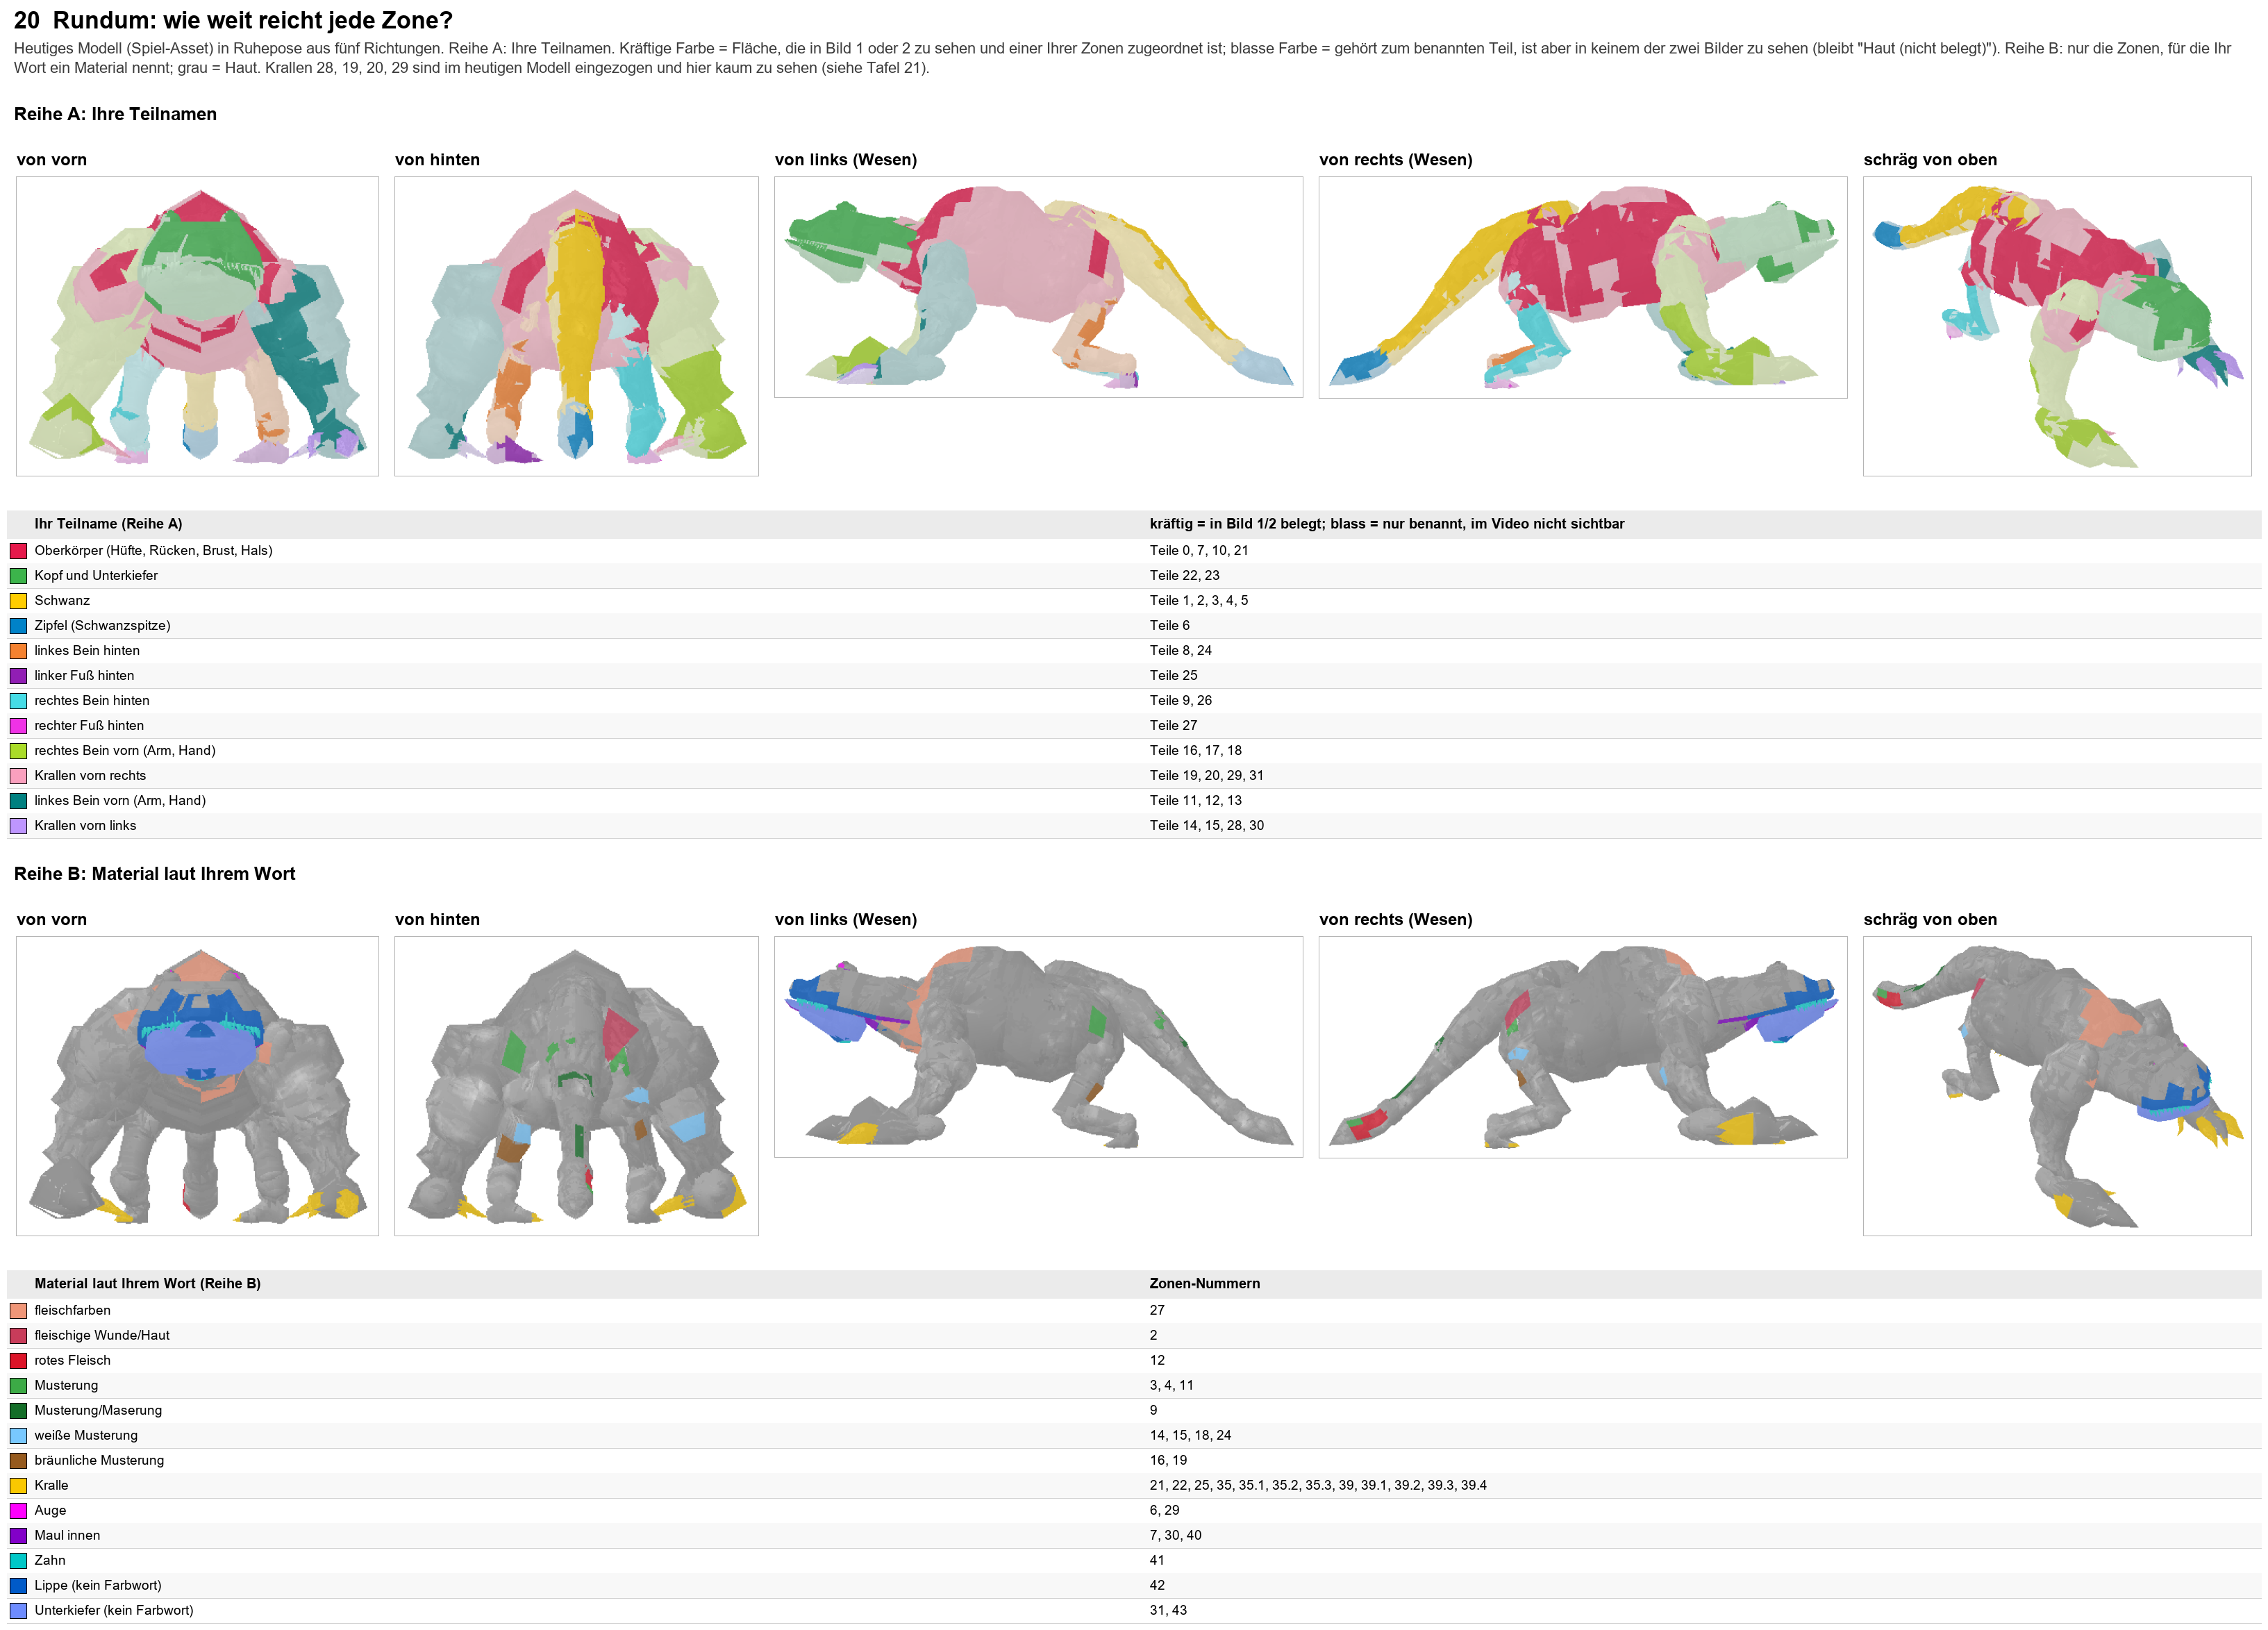 20 Rundum: wie weit reicht jede Zone?
Heutiges Modell (Spiel-Asset) in Ruhepose aus fünf Richtungen. Reihe A: Ihre Teilnamen. Kräftige Farbe = Fläche, die in Bild 1 oder 2 zu sehen und einer Ihrer Zonen zugeordnet ist; blasse Farbe = gehört zum benannten Teil, ist aber in keinem der zwei Bilder zu sehen (bleibt "Haut (nicht belegt)"). Reihe B: nur die Zonen, für die Ihr
Wort ein Material nennt; grau = Haut. Krallen 28, 19, 20, 29 sind im heutigen Modell eingezogen und hier kaum zu sehen (siehe Tafel 21).
Reihe A: Ihre Teilnamen
von vorn von hinten von links (Wesen) von rechts (Wesen) schräg von oben
Ihr Teilname (Reihe A) kräftig = in Bild 1/2 belegt; blass = nur benannt, im Video nicht sichtbar
Oberkörper (Hüfte, Rücken, Brust, Hals) Teile 0, 7, 10, 21
Kopf und Unterkiefer Teile 22, 23
Schwanz Teile 1, 2, 3, 4, 5
Zipfel (Schwanzspitze) Teile 6
linkes Bein hinten Teile 8, 24
linker Fuß hinten Teile 25
rechtes Bein hinten Teile 9, 26
rechter Fuß hinten Teile 27
rechtes Bein vorn (Arm, Hand) Teile 16, 17, 18
Krallen vorn rechts Teile 19, 20, 29, 31
linkes Bein vorn (Arm, Hand) Teile 11, 12, 13
Krallen vorn links Teile 14, 15, 28, 30
Reihe B: Material laut Ihrem Wort
von vorn von hinten von links (Wesen) von rechts (Wesen) schräg von oben
Material laut Ihrem Wort (Reihe B) Zonen-Nummern
fleischfarben 27
fleischige Wunde/Haut 2
rotes Fleisch 12
Musterung 3, 4, 11
Musterung/Maserung 9
weiße Musterung 14, 15, 18, 24
bräunliche Musterung 16, 19
Kralle 21, 22, 25, 35, 35.1, 35.2, 35.3, 39, 39.1, 39.2, 39.3, 39.4
Auge 6, 29
Maul innen 7, 30, 40
Zahn 41
Lippe (kein Farbwort) 42
Unterkiefer (kein Farbwort) 31, 43